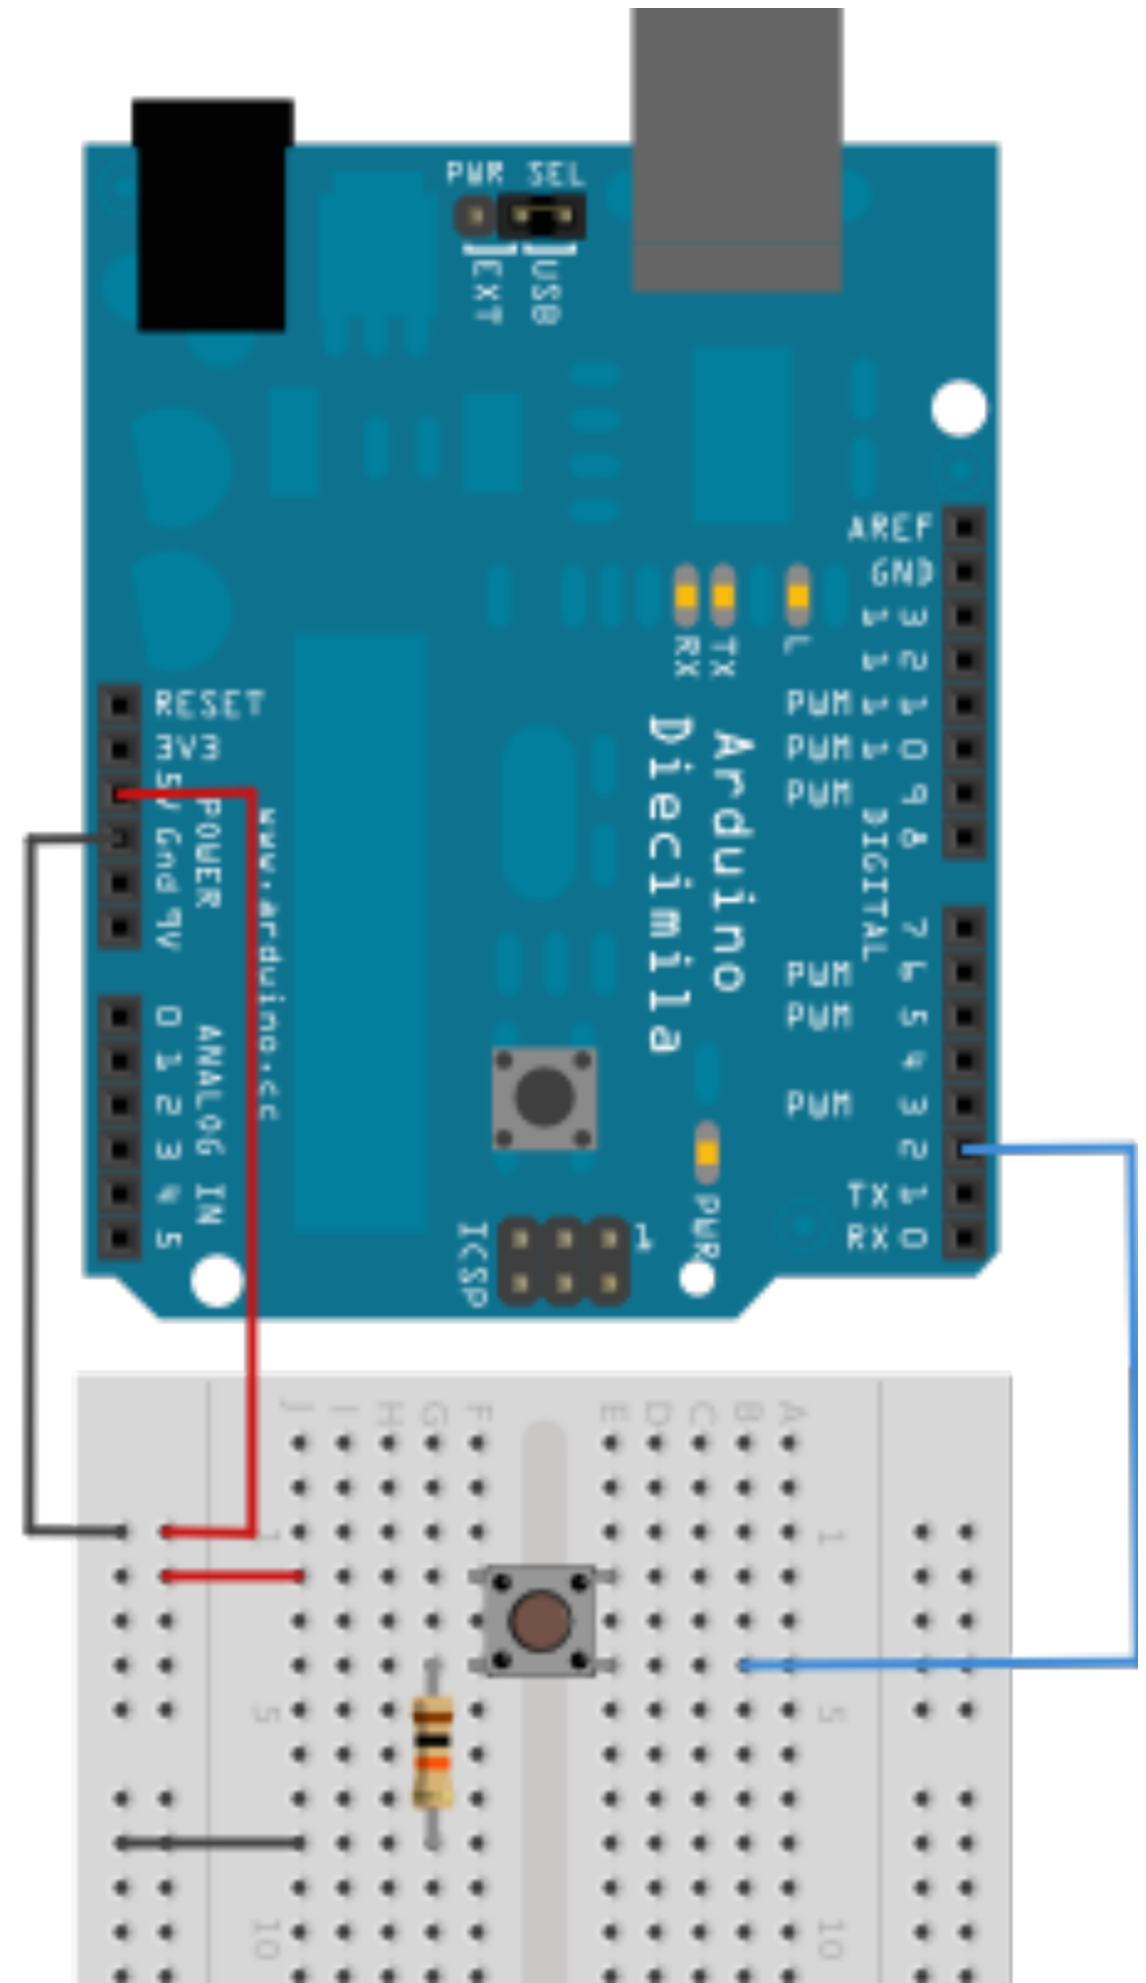 PWR SEL
EXT
USB
AREF
GND
13
12
RX
TX
L
PWM 11
PWM 10
PWM 9
8
RESET
3V3
5V
Gnd
9V
POWER
www.arduino.cc
Arduino
Diecimila
DIGITAL
7
PWM 6
PWM 5
4
PWM 3
2
TX 1
RX 0
0
1
2
3
4
5
ANALOG IN
PWR
ICSP
1
J I H G F E D C B A
1 1
5 5
10 10